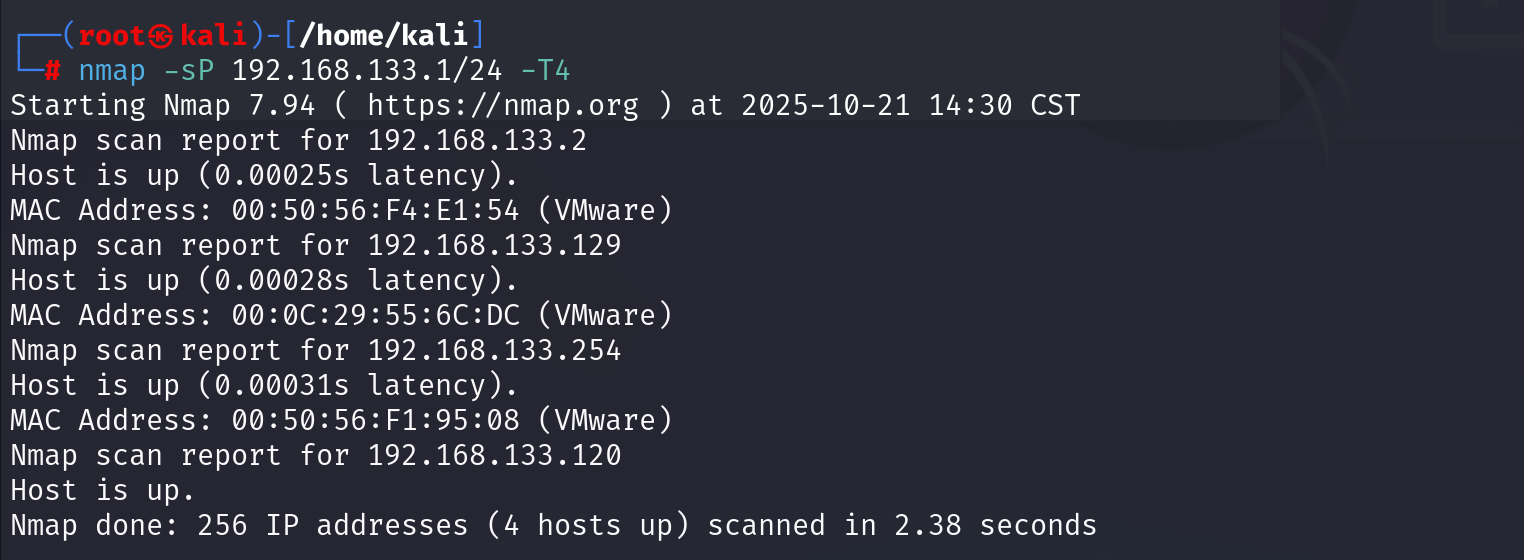 ┌──(root㉿kali)-[/home/kali]
└─# nmap -sP 192.168.133.1/24 -T4
Starting Nmap 7.94 ( https://nmap.org ) at 2025-10-21 14:30 CST
Nmap scan report for 192.168.133.2
Host is up (0.00025s latency).
MAC Address: 00:50:56:F4:E1:54 (VMware)
Nmap scan report for 192.168.133.129
Host is up (0.00028s latency).
MAC Address: 00:0C:29:55:6C:DC (VMware)
Nmap scan report for 192.168.133.254
Host is up (0.00031s latency).
MAC Address: 00:50:56:F1:95:08 (VMware)
Nmap scan report for 192.168.133.120
Host is up.
Nmap done: 256 IP addresses (4 hosts up) scanned in 2.38 seconds